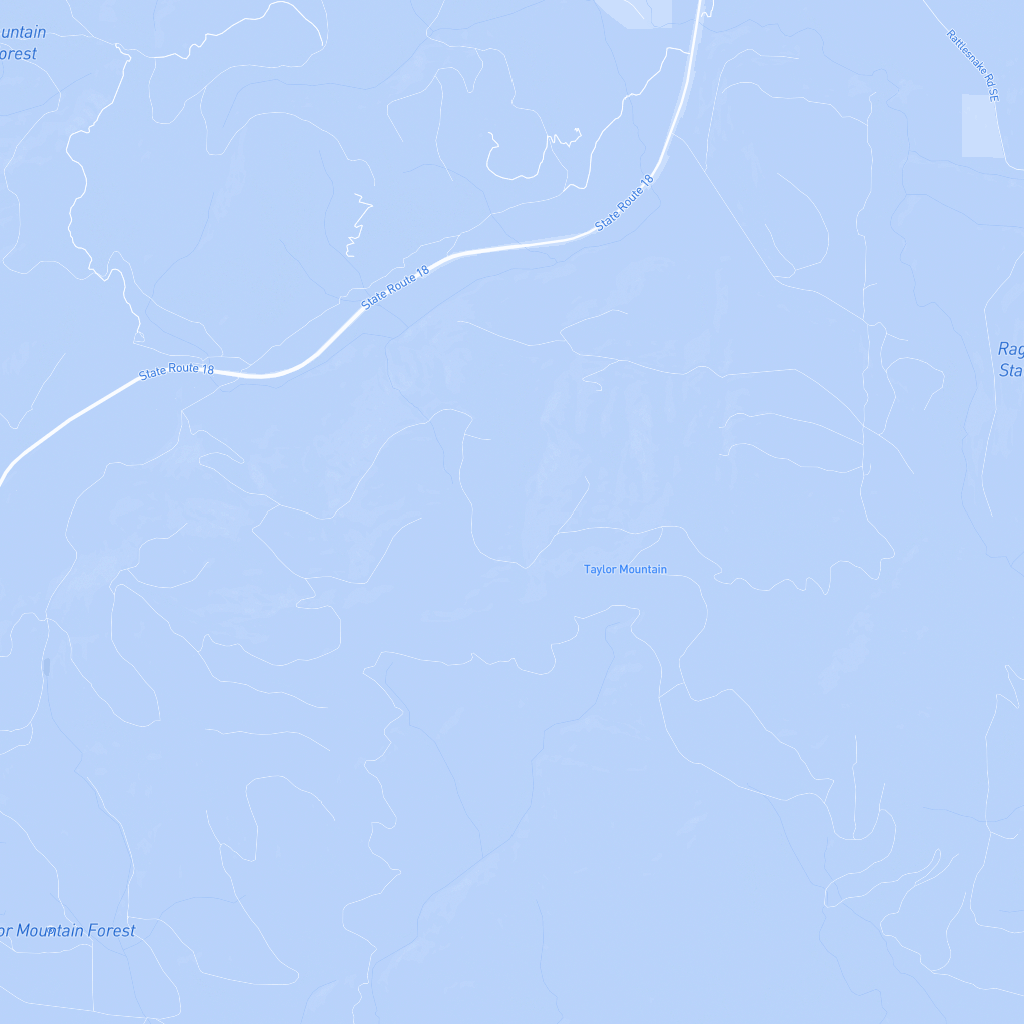 untain
orest
Rattlesnake Rd SE
State Route 18
State Route 18
State Route 18
Rag
Sta
Taylor Mountain
or Mountain Forest